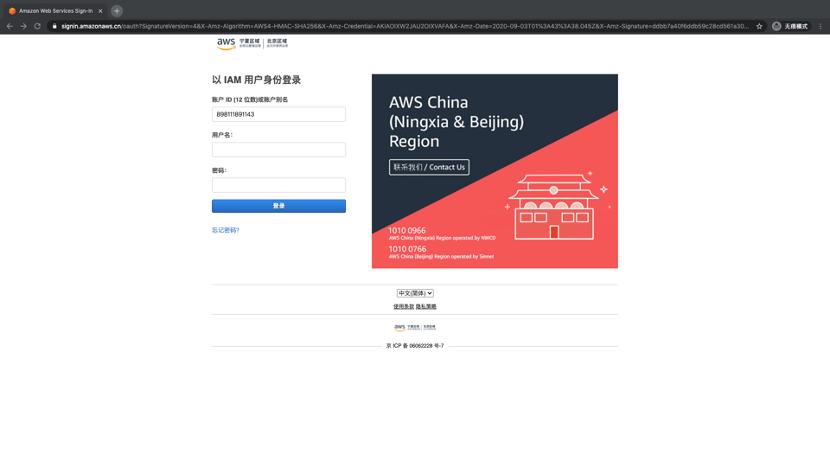 Amazon Web Services Sign-In
signin.amazonaws.cn/oauth?SignatureVersion=4&X-Amz-Algorithm=AWS4-HMAC-SHA256&X-Amz-Credential=AKIAOIXW2JAU2OIXVAFA&X-Amz-Date=2020-09-03T01%3A43%3A38.045Z&X-Amz-Signature=ddbb7a40f6ddb59c28cd561a30...
无痕模式
aws 宁夏区域 北京区域
以 IAM 用户身份登录
账户 ID (12 位数)或账户别名
898111891143
用户名:
密码:
登录
忘记密码?
AWS China
(Ningxia & Beijing)
Region
联系我们 / Contact Us
1010 0966
AWS China (Ningxia) Region operated by NWCD
1010 0766
AWS China (Beijing) Region operated by Sinnet
中文(简体)
使用条款 隐私策略
aws 宁夏区域 北京区域
京 ICP 备 06062228 号-7